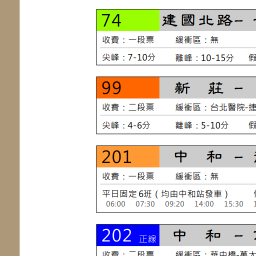 74 建國北路-
收費：一段票 緩衝區：無
尖峰：7-10分 離峰：10-15分
99 新 莊-
收費：二段票 緩衝區：台北醫院-捷
尖峰：4-6分 離峰：5-10分
201 中 和-
收費：一段票 緩衝區：無
平日固定6班（均由中和站發車）
06:00 07:30 09:20 14:00 15:30
202 正線 中 和-
收費：二段票 緩衝區：華中橋-萬大